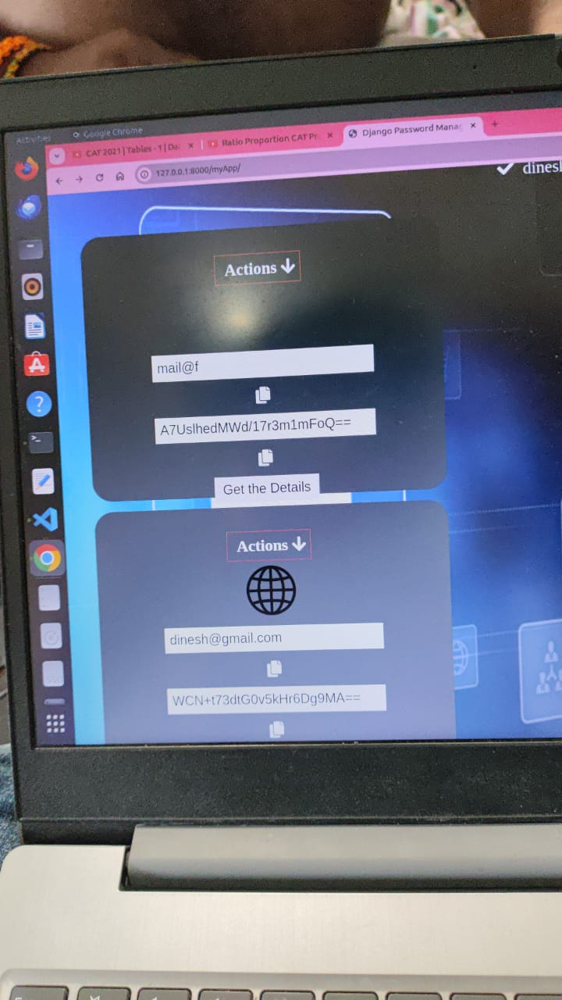 Activities
Google Chrome
CAT 2021 | Tables - 1 | Da
Ratio Proportion CAT Pr
Django Password Manag
127.0.0.1:8000/myApp/
dinesh
Actions
mail@f
A7UslhedMWd/17r3m1mFoQ==
Get the Details
Actions
dinesh@gmail.com
WCN+t73dtG0v5kHr6Dg9MA==